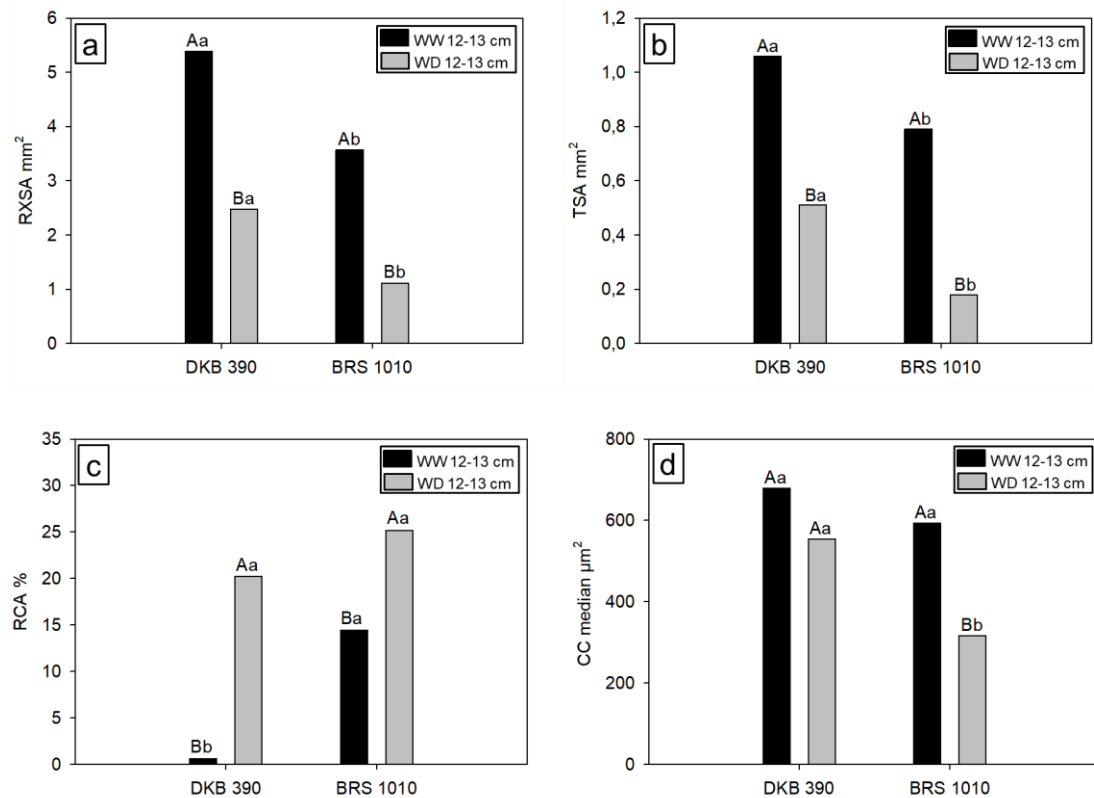 a
WW 12-13 cm
WD 12-13 cm
RXSA mm²
6
5
4
3
2
1
0
Aa
Ba
Ab
Bb
DKB 390
BRS 1010
b
WW 12-13 cm
WD 12-13 cm
TSA mm²
1,2
1,0
0,8
0,6
0,4
0,2
0,0
Aa
Ba
Ab
Bb
DKB 390
BRS 1010
c
WW 12-13 cm
WD 12-13 cm
RCA %
35
30
25
20
15
10
5
0
Bb
Aa
Ba
Aa
DKB 390
BRS 1010
d
WW 12-13 cm
WD 12-13 cm
CC median µm²
800
600
400
200
0
Aa
Aa
Aa
Bb
DKB 390
BRS 1010